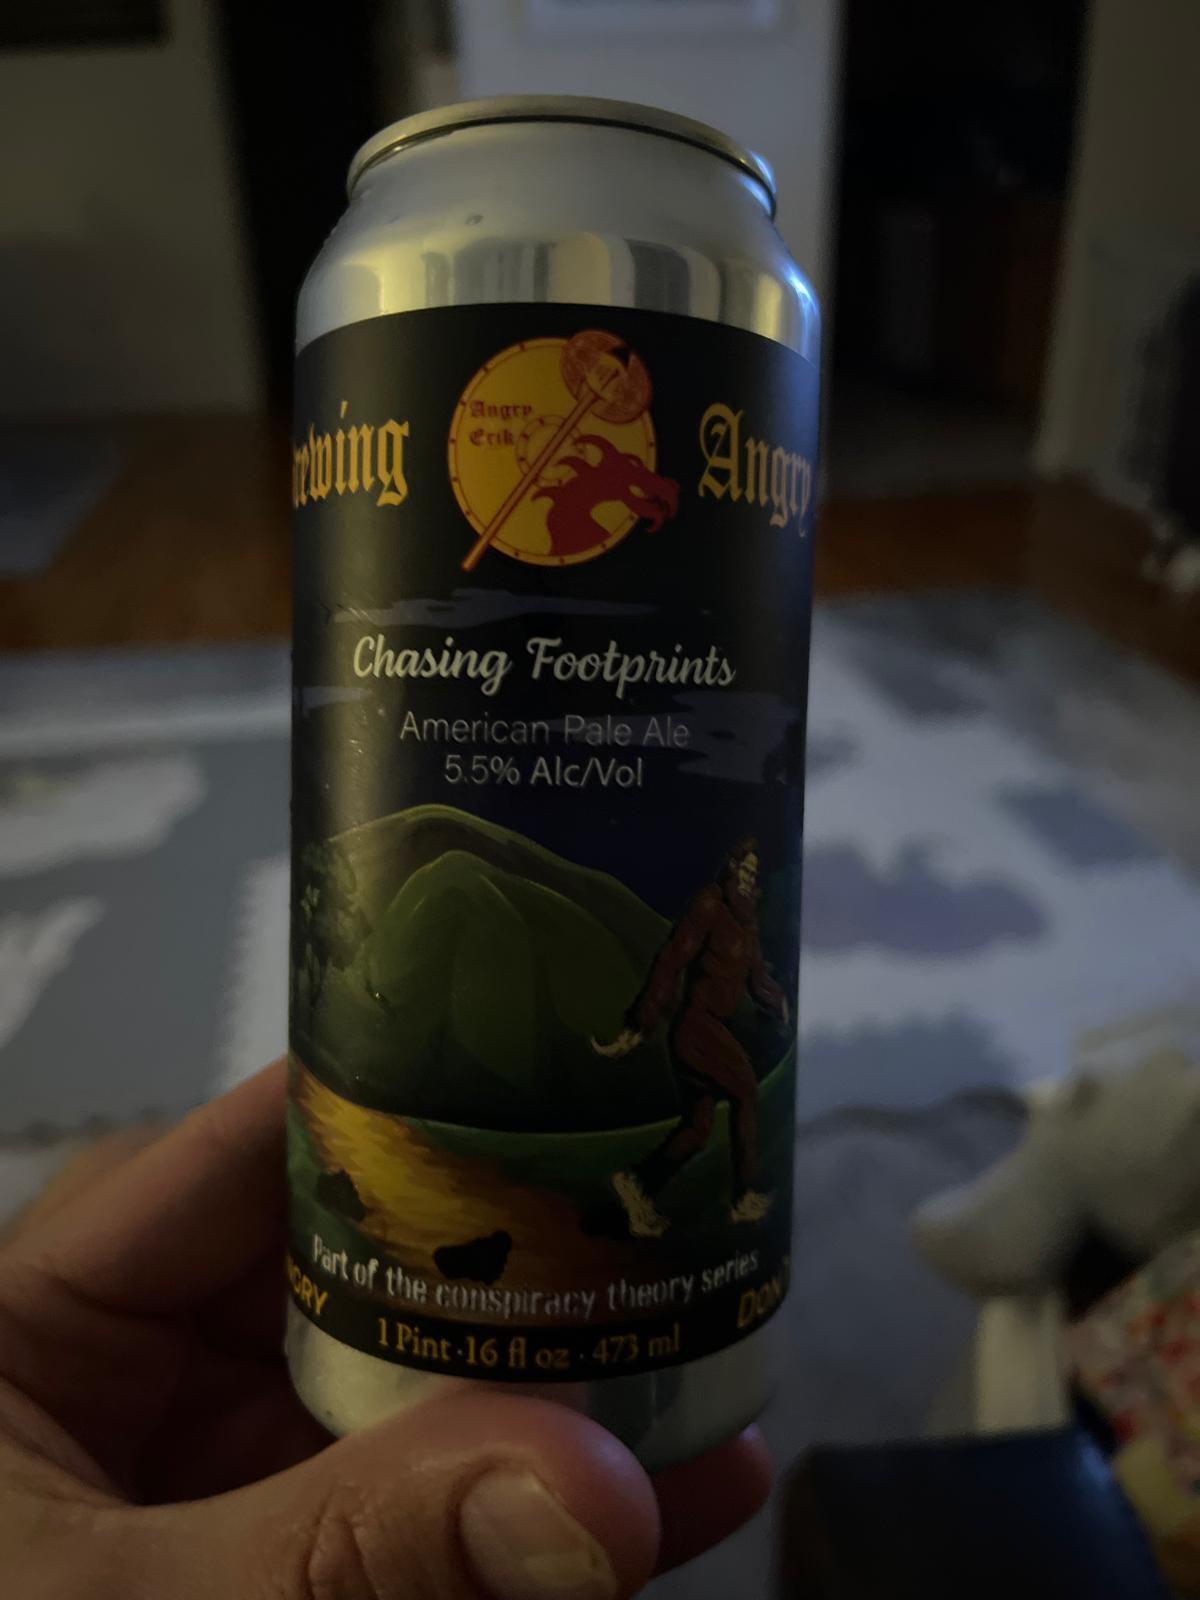 Angry
Erik
rewing
Angry
Chasing Footprints
American Pale Ale
5.5% Alc/Vol
Part of the conspiracy theory series
1 Pint · 16 fl oz · 473 ml